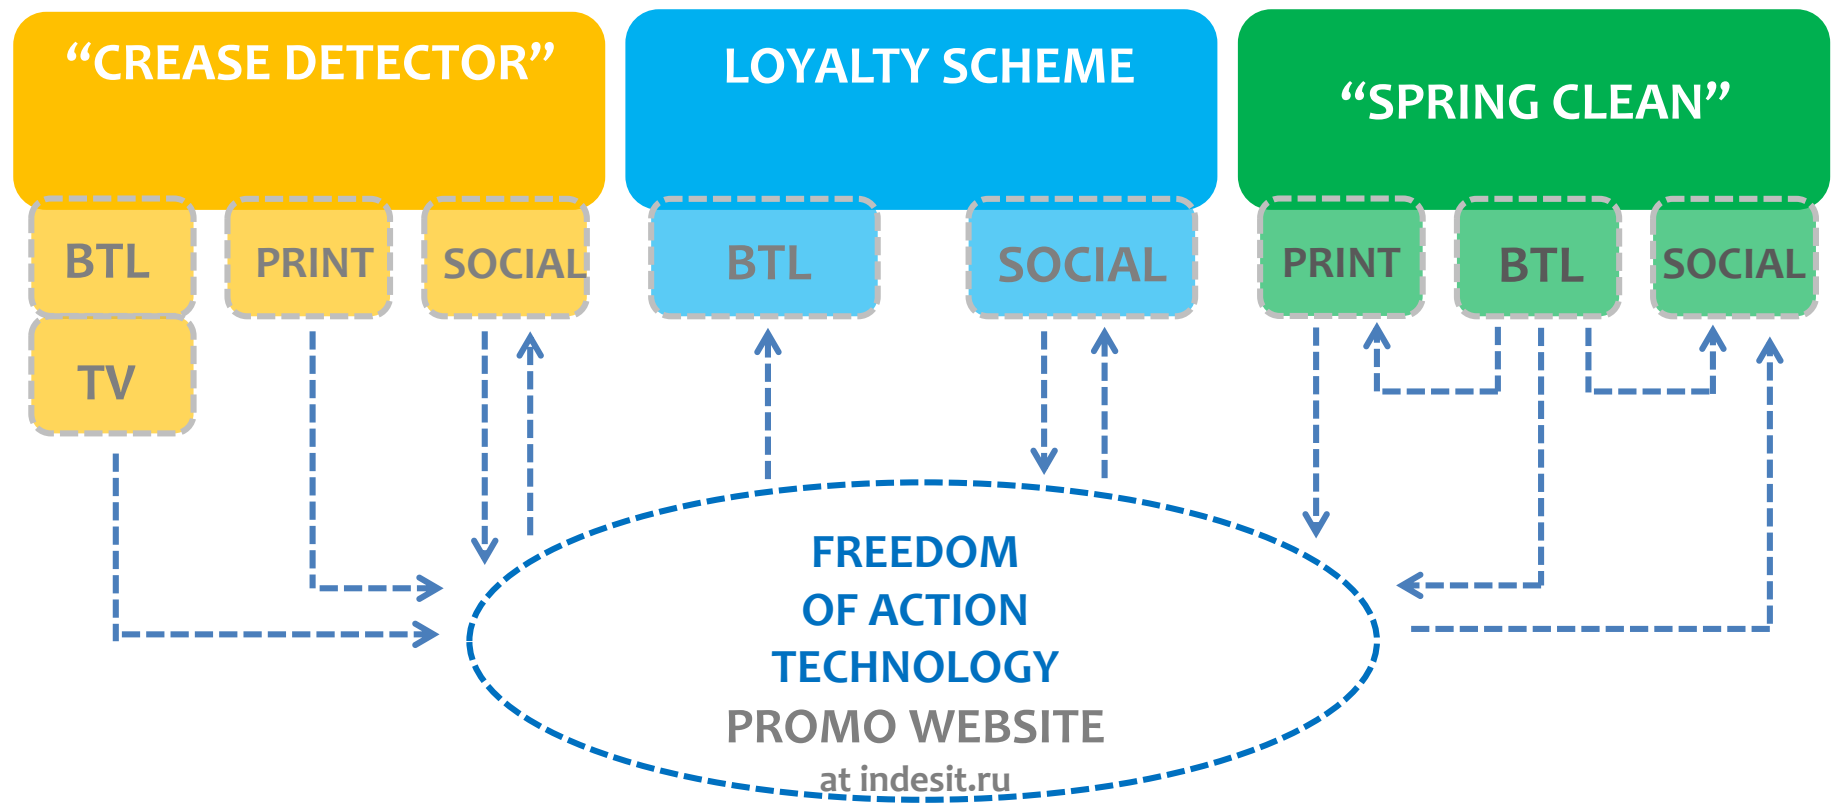 “CREASE DETECTOR”
LOYALTY SCHEME
“SPRING CLEAN”
BTL
PRINT
SOCIAL
BTL
SOCIAL
PRINT
BTL
SOCIAL
TV
FREEDOM
OF ACTION
TECHNOLOGY
PROMO WEBSITE
at indesit.ru